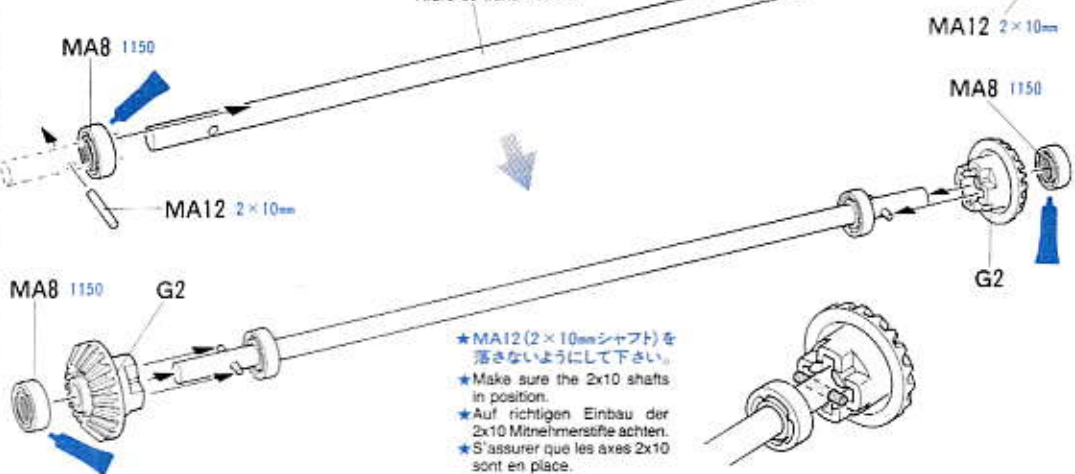 MA12 2×10mm
MA8 1150
MA8 1150
MA12 2×10mm
G2
MA8 1150
G2
★MA12(2×10mmシャフト)を
落さないようにして下さい。
★Make sure the 2x10 shafts
in position.
★Auf richtigen Einbau der
2x10 Mitnehmerstifte achten.
★S'assurer que les axes 2x10
sont en place.